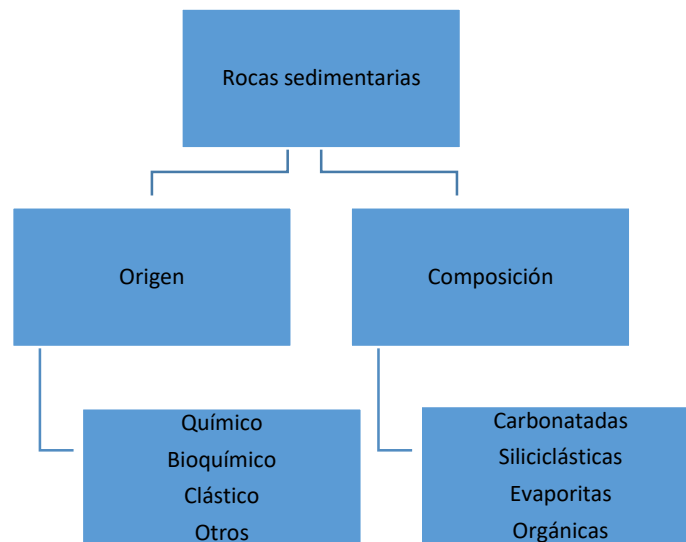 Rocas sedimentarias
Origen
Composición
Químico
Bioquímico
Clástico
Otros
Carbonatadas
Siliciclásticas
Evaporitas
Orgánicas